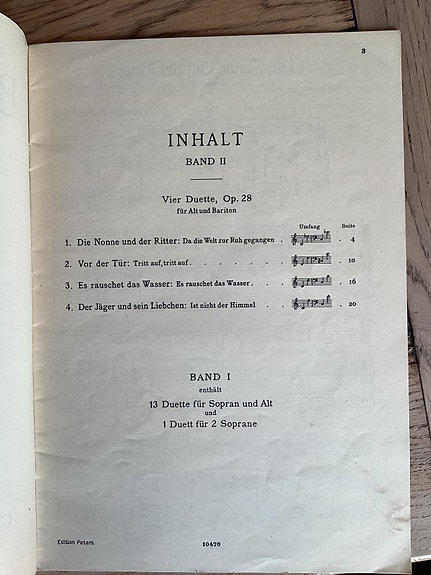 3
INHALT
BAND II
Vier Duette, Op. 28
für Alt und Bariton
Umfang Seite
1. Die Nonne und der Ritter: Da die Welt zur Ruh gegangen . 4
2. Vor der Tür: Tritt auf, tritt auf . . . . . . . 10
3. Es rauschet das Wasser: Es rauschet das Wasser . . . 16
4. Der Jäger und sein Liebchen: Ist nicht der Himmel . . . 20
BAND I
enthält
13 Duette für Sopran und Alt
und
1 Duett für 2 Soprane
Edition Peters.
10470